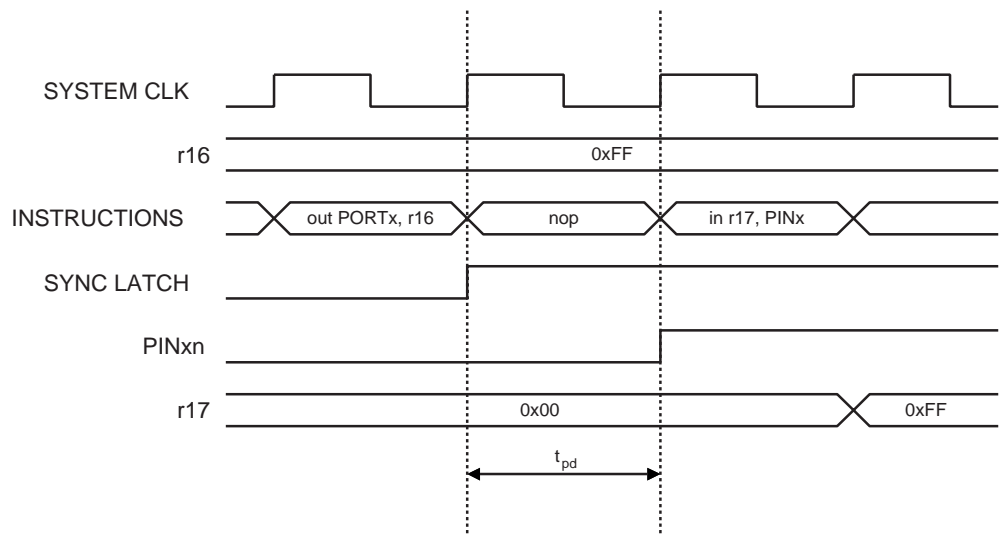 SYSTEM CLK
r16
0xFF
INSTRUCTIONS
out PORTx, r16
nop
in r17, PINx
SYNC LATCH
PINxn
r17
0x00
0xFF
tpd